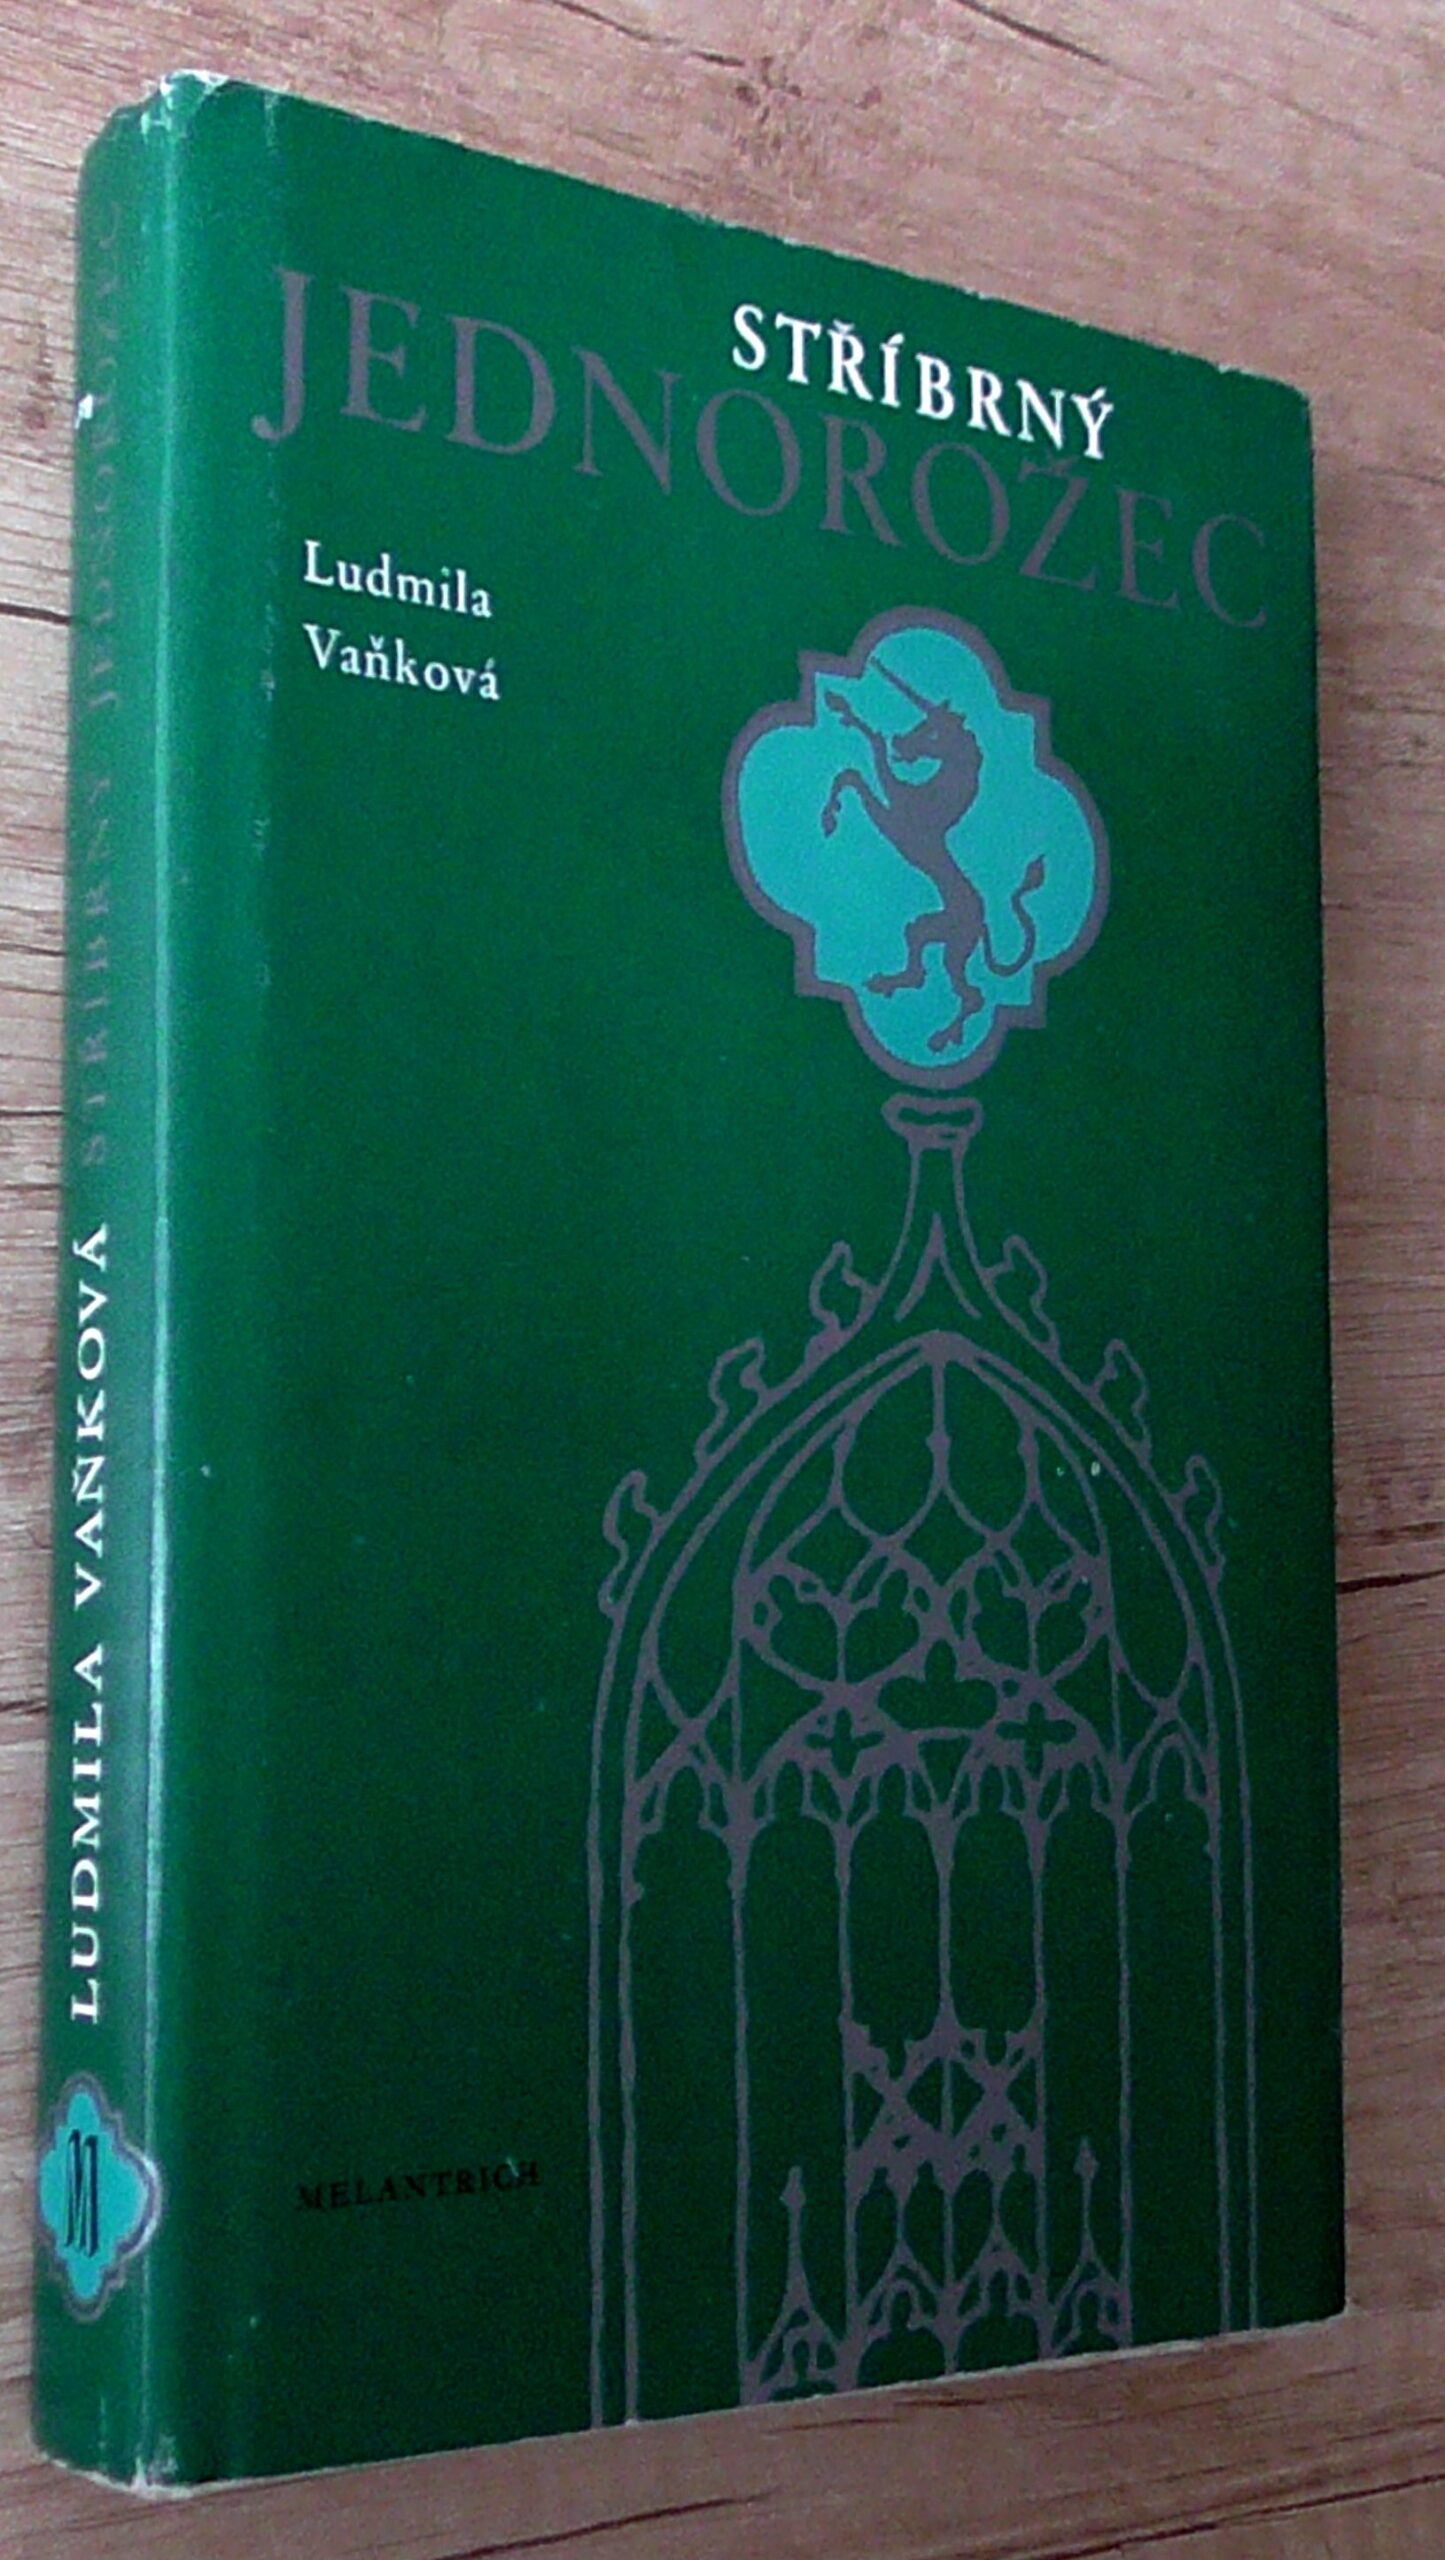 STŘÍBRNÝ
JEDNOROŽEC
Ludmila
Vaňková
MELANTRICH
LUDMILA VAŇKOVÁ STŘÍBRNÝ JEDNOROŽEC
M